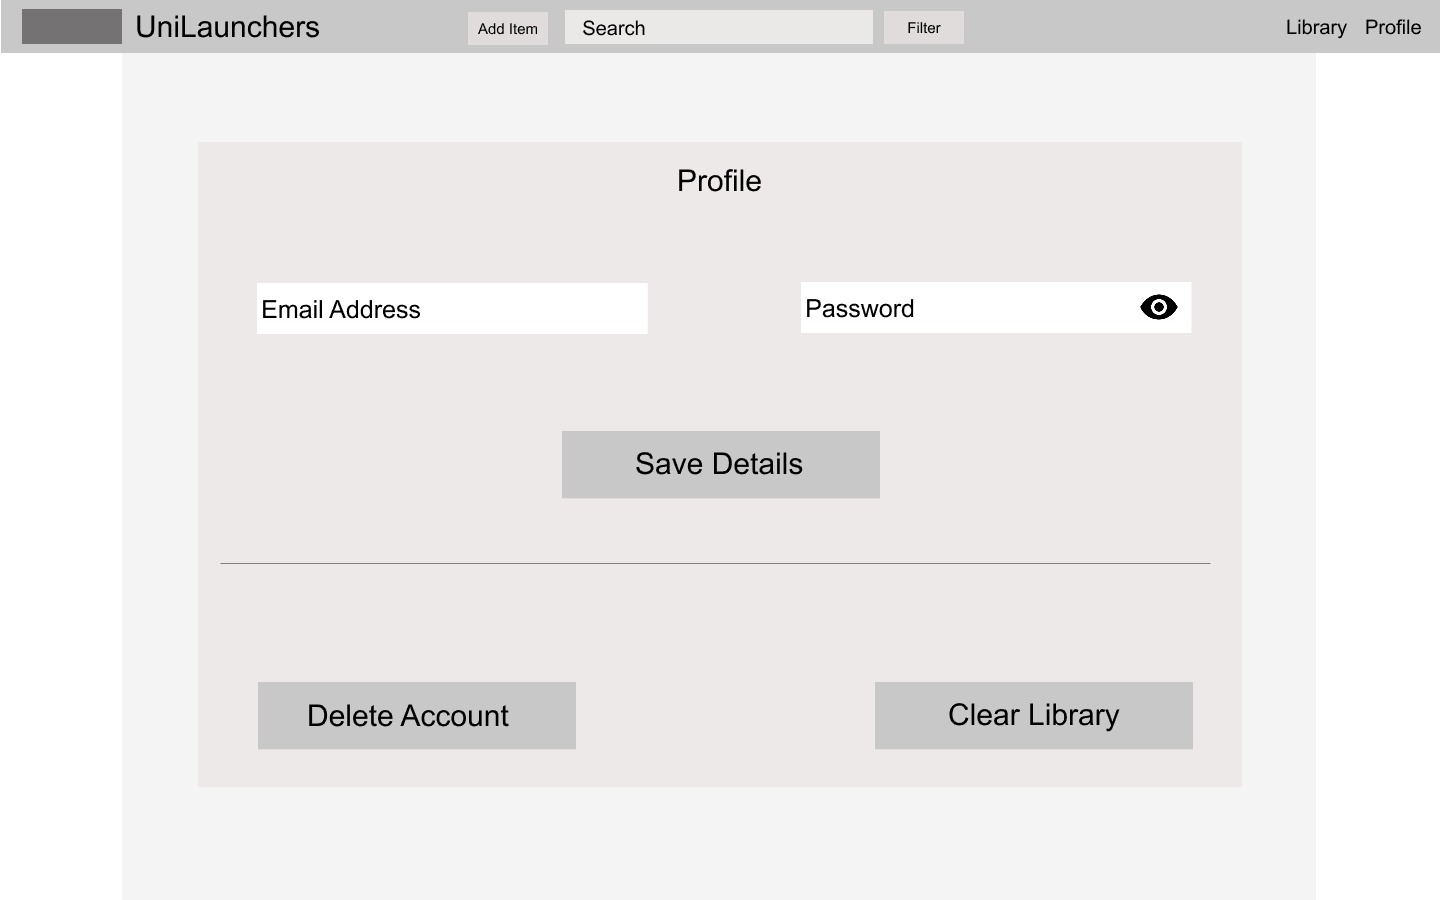 UniLaunchers
Add Item
Search
Filter
Library
Profile
Profile
Email Address
Password
Save Details
Delete Account
Clear Library